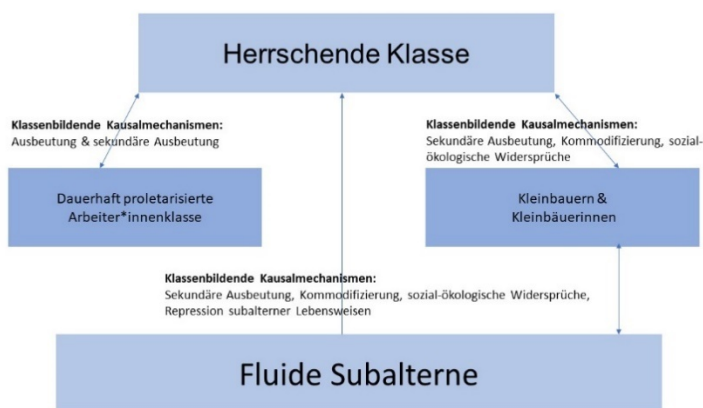 Herrschende Klasse
Klassenbildende Kausalmechanismen:
Ausbeutung & sekundäre Ausbeutung
Klassenbildende Kausalmechanismen:
Sekundäre Ausbeutung, Kommodifizierung, sozial-
ökologische Widersprüche
Dauerhaft proletarisierte
Arbeiter*innenklasse
Kleinbauern &
Kleinbäuerinnen
Klassenbildende Kausalmechanismen:
Sekundäre Ausbeutung, Kommodifizierung, sozial-ökologische Widersprüche,
Repression subalterner Lebensweisen
Fluide Subalterne